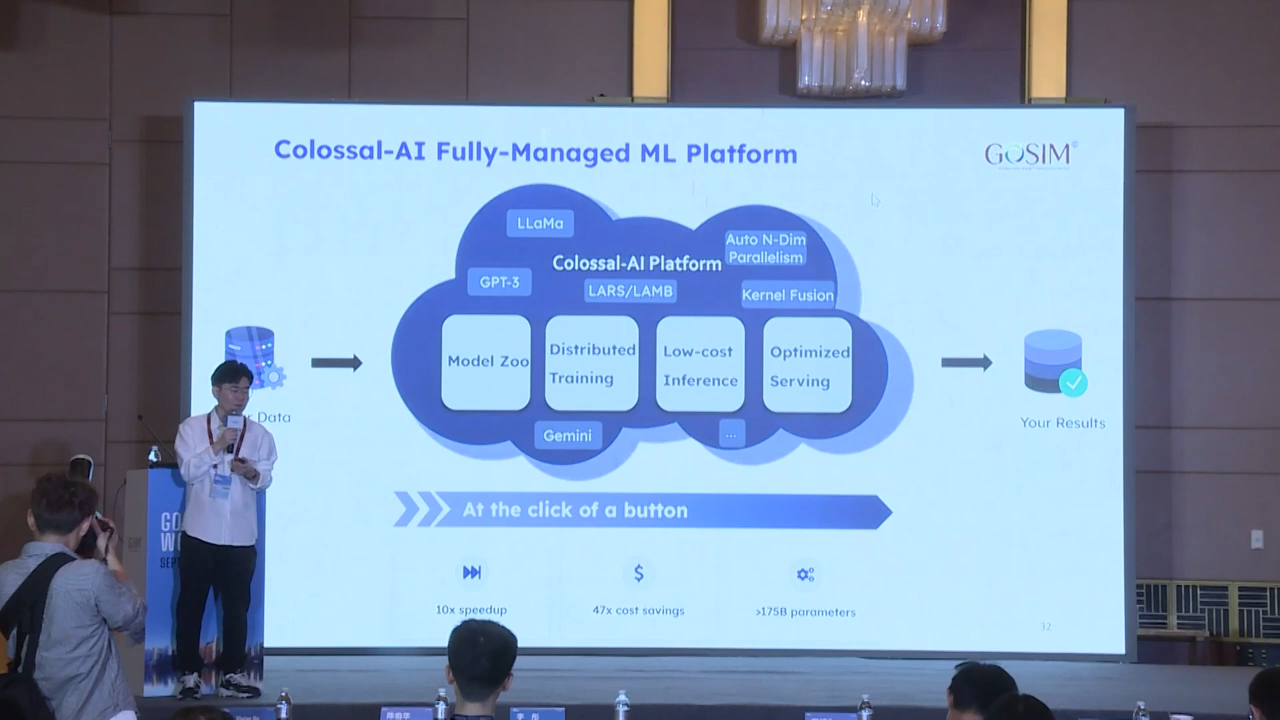 Colossal-AI Fully-Managed ML Platform
GOSIM
LLaMa
Auto N-Dim
Parallelism
Colossal-AI Platform
GPT-3
LARS/LAMB
Kernel Fusion
Model Zoo
Distributed
Training
Low-cost
Inference
Optimized
Serving
Data
Your Results
Gemini
...
At the click of a button
10x speedup
47x cost savings
>175B parameters
32
GO
W
SEPT